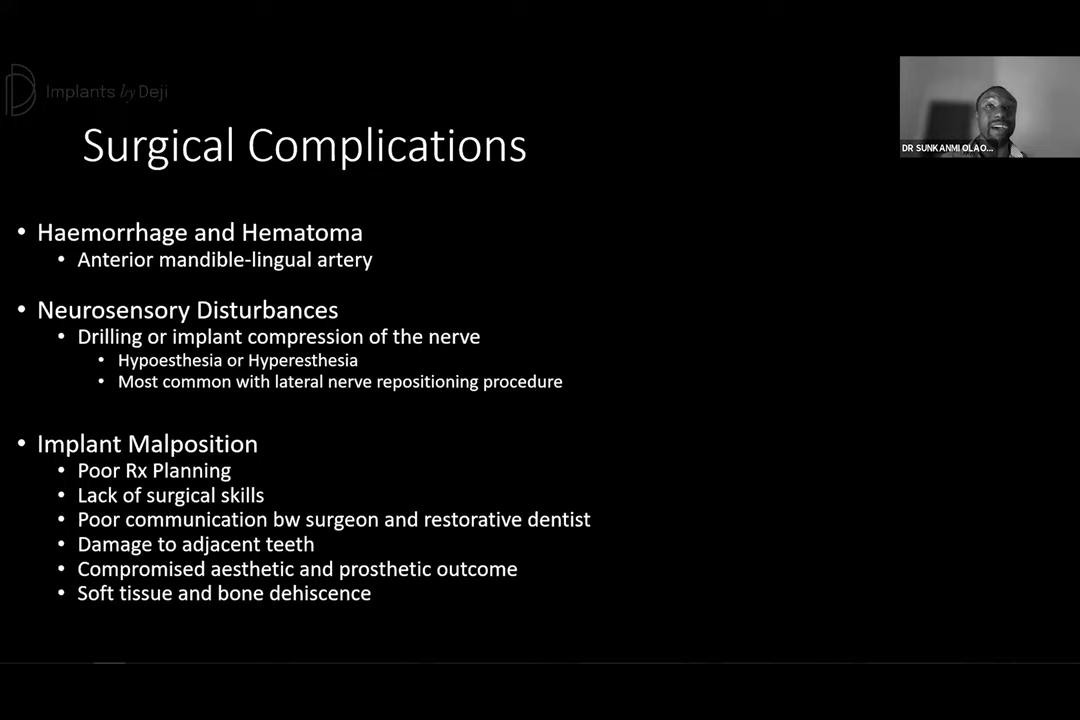 Implants by Deji
Surgical Complications
DR SUNKANMI OLAO...
• Haemorrhage and Hematoma
• Anterior mandible-lingual artery
• Neurosensory Disturbances
• Drilling or implant compression of the nerve
• Hypoesthesia or Hyperesthesia
• Most common with lateral nerve repositioning procedure
• Implant Malposition
• Poor Rx Planning
• Lack of surgical skills
• Poor communication bw surgeon and restorative dentist
• Damage to adjacent teeth
• Compromised aesthetic and prosthetic outcome
• Soft tissue and bone dehiscence